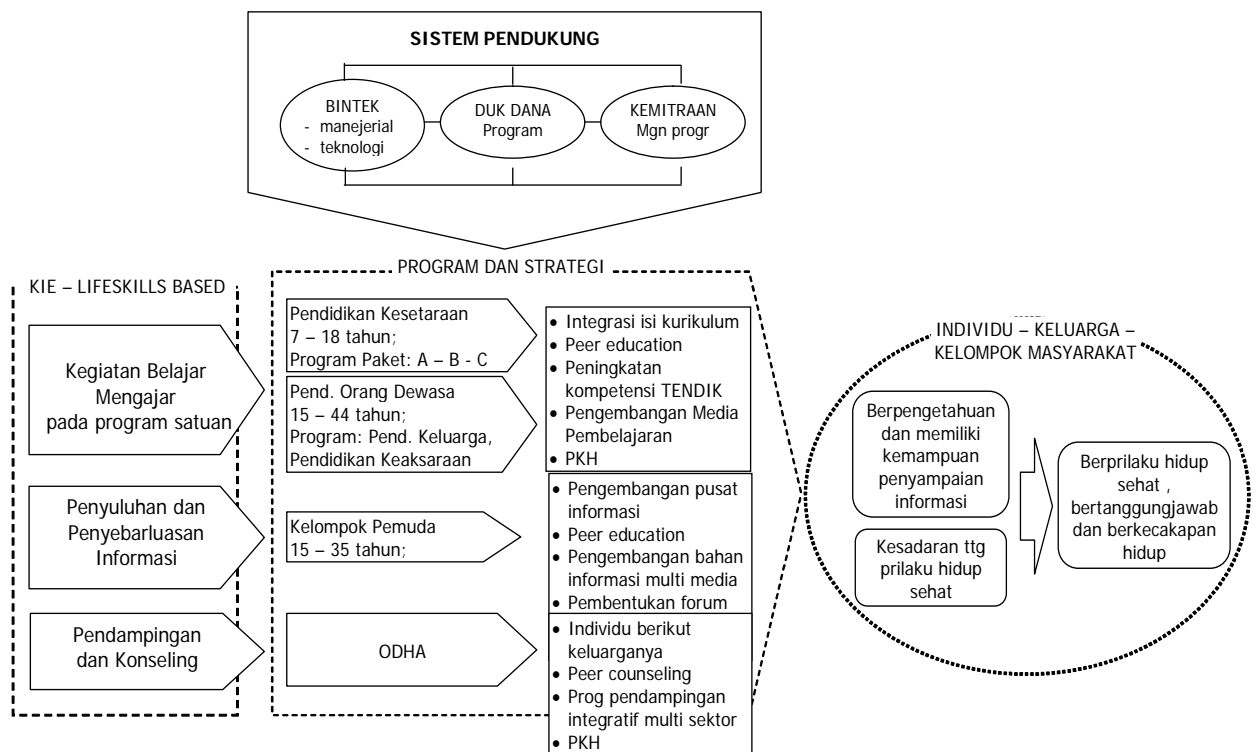 SISTEM PENDUKUNG
BINTEK
- manejerial
- teknologi
DUK DANA
Program
KEMITRAAN
Mgn progr
KIE – LIFESKILLS BASED
Kegiatan Belajar
Mengajar
pada program satuan
Penyuluhan dan
Penyebarluasan
Informasi
Pendampingan
dan Konseling
PROGRAM DAN STRATEGI
Pendidikan Kesetaraan
7 – 18 tahun;
Program Paket: A – B - C
Pend. Orang Dewasa
15 – 44 tahun;
Program: Pend. Keluarga,
Pendidikan Keaksaraan
Kelompok Pemuda
15 – 35 tahun;
ODHA
• Integrasi isi kurikulum
• Peer education
• Peningkatan
kompetensi TENDIK
• Pengembangan Media
Pembelajaran
• PKH
• Pengembangan pusat
informasi
• Peer education
• Pengembangan bahan
informasi multi media
• Pembentukan forum
• Individu berikut
keluarganya
• Peer counseling
• Prog pendampingan
integratif multi sektor
• PKH
INDIVIDU – KELUARGA –
KELOMPOK MASYARAKAT
Berpengetahuan
dan memiliki
kemampuan
penyampaian
informasi
Kesadaran ttg
prilaku hidup
sehat
Berprilaku hidup
sehat ,
bertanggungjawab
dan berkecakapan
hidup